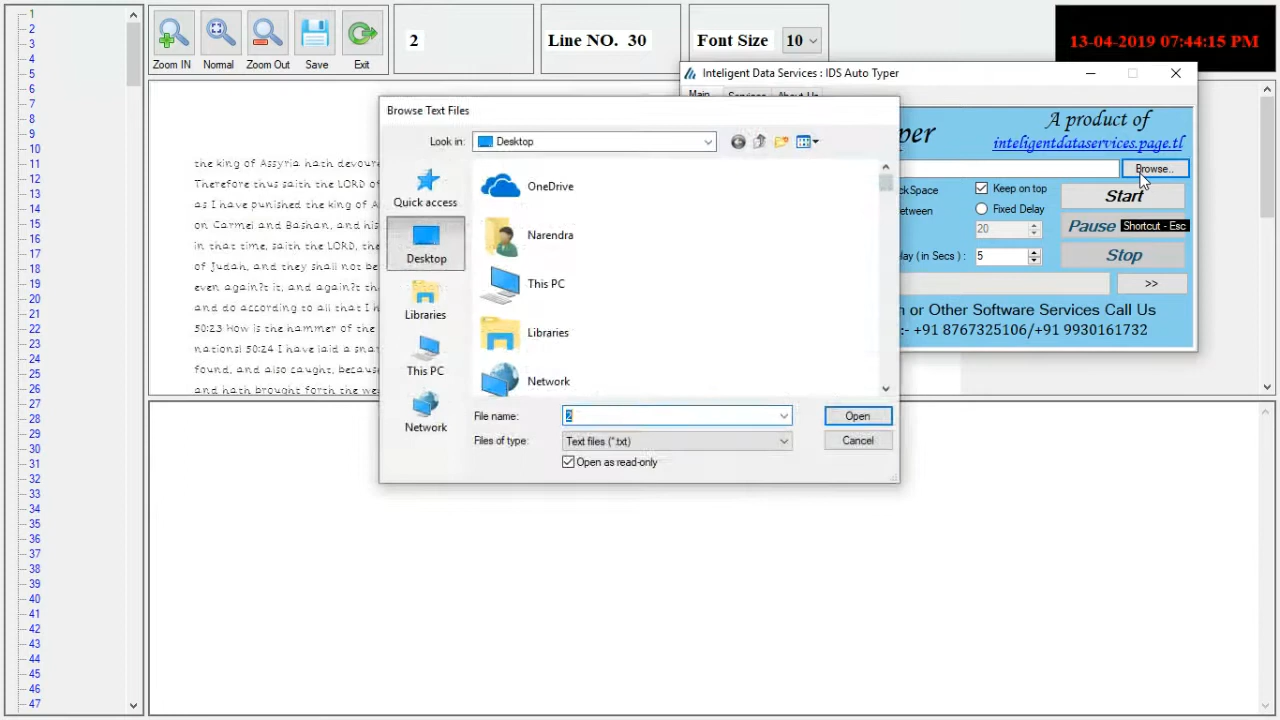 1
2
3
4
5
6
7
8
9
10
11
12
13
14
15
16
17
18
19
20
21
22
23
24
25
26
27
28
29
30
31
32
33
34
35
36
37
38
39
40
41
42
43
44
45
46
47
Zoom IN Normal Zoom Out Save Exit
2
Line NO. 30
Font Size 10
13-04-2019 07:44:15 PM
Inteligent Data Services : IDS Auto Typer
Main Services About Us
A product of
inteligentdataservices.page.tl
Browse..
Keep on top
Start
Fixed Delay
20
Pause Shortcut - Esc
( in Secs ) : 5
Stop
>>
or Other Software Services Call Us
:- +91 8767325106/+91 9930161732
the king of Assyria hath
Therefore thus saith the LORD
as I have punished the king of
on Carmel and Bashan, and
in that time, saith the LORD,
of Judah, and they shall not be
even again?t it, and again?t the
and do according to all that I
50:23 How is the hammer of the
50:24 I have laid a
found, and also caught,
and hath brought forth the
Browse Text Files
Look in: Desktop
Quick access
Desktop
Libraries
This PC
Network
OneDrive
Narendra
This PC
Libraries
Network
File name: 2
Open
Files of type: Text files (*.txt)
Cancel
Open as read-only